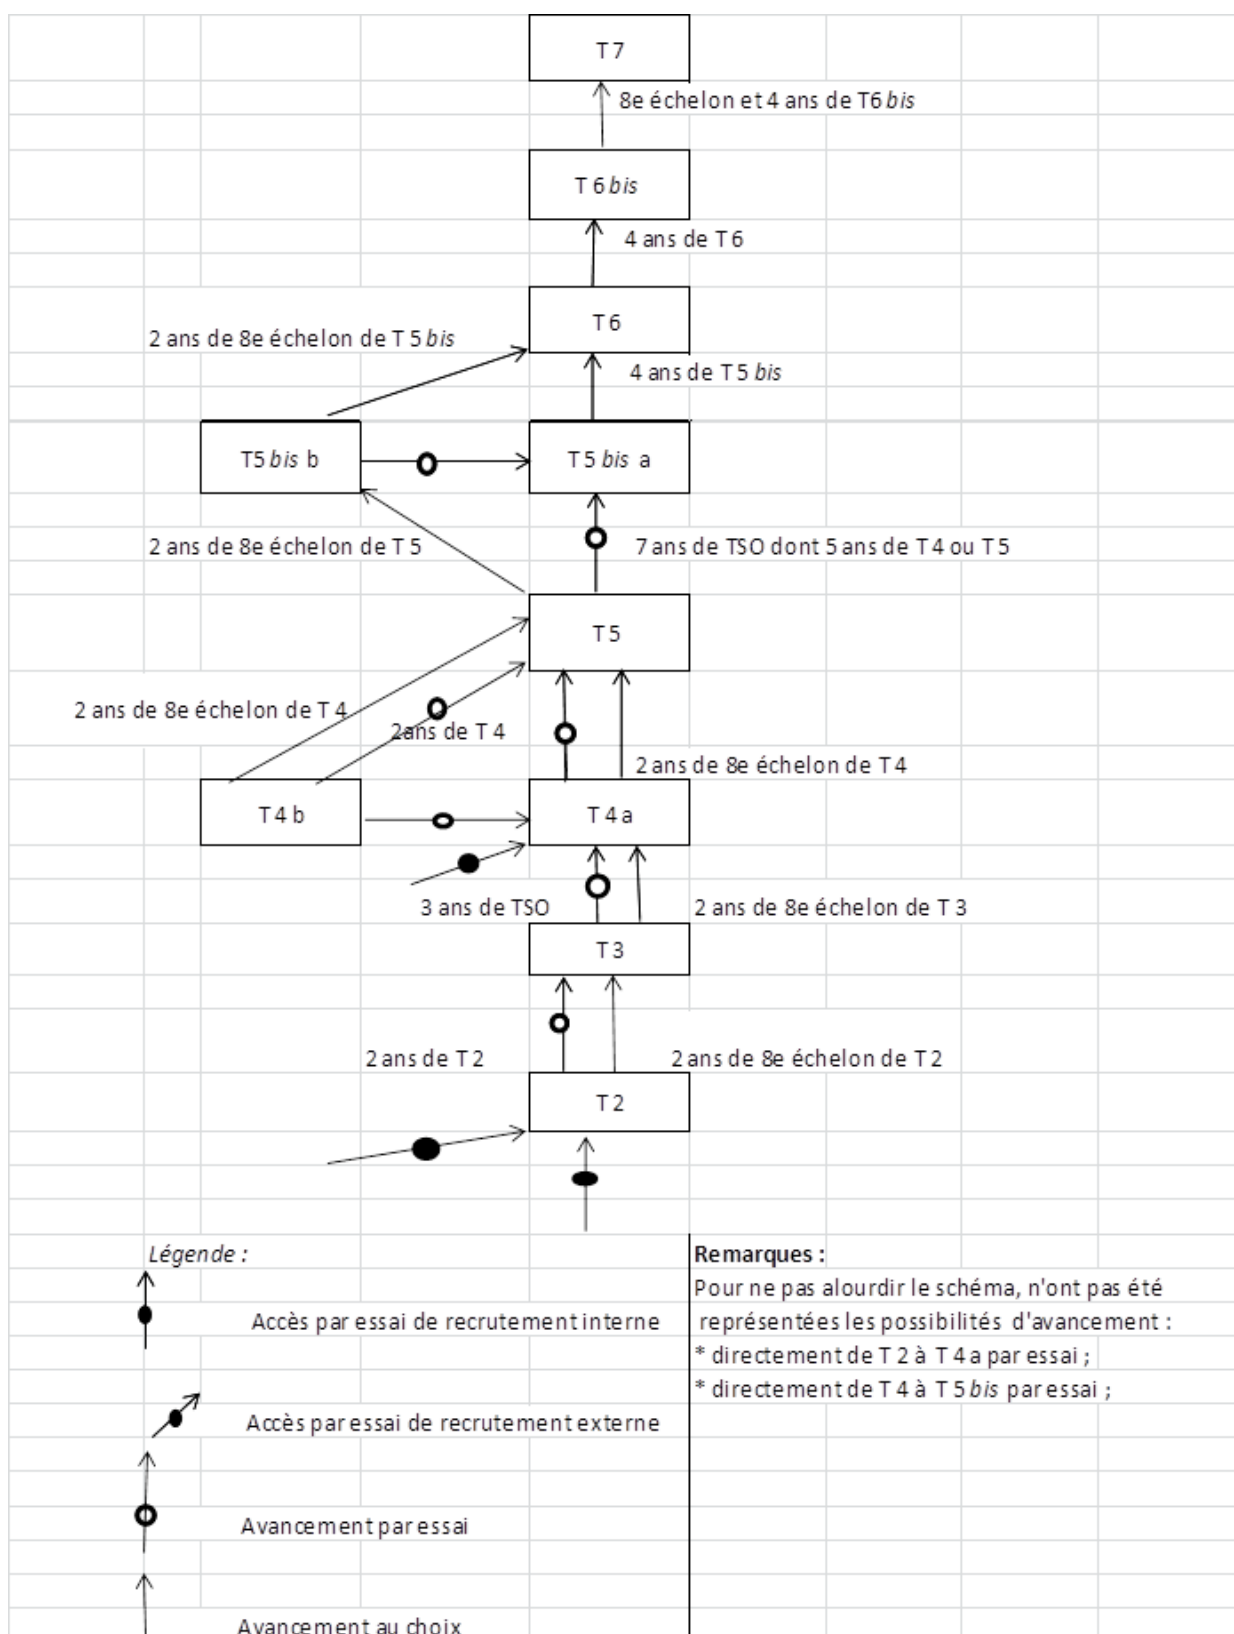 T7
8e échelon et 4 ans de T6 bis
T 6 bis
4 ans de T 6
T 6
2 ans de 8e échelon de T 5 bis
4 ans de T 5 bis
T5 bis b
T 5 bis a
2 ans de 8e échelon de T 5
7 ans de TSO dont 5 ans de T 4 ou T 5
T 5
2 ans de 8e échelon de T 4
2ans de T 4
2 ans de 8e échelon de T 4
T 4 b
T 4 a
3 ans de TSO
2 ans de 8e échelon de T 3
T 3
2 ans de T 2
2 ans de 8e échelon de T 2
T 2
Légende :
Remarques :
Pour ne pas alourdir le schéma, n'ont pas été
représentées les possibilités d'avancement :
* directement de T 2 à T 4 a par essai ;
* directement de T 4 à T 5 bis par essai ;
Accès par essai de recrutement interne
Accès par essai de recrutement externe
Avancement par essai
Avancement au choix